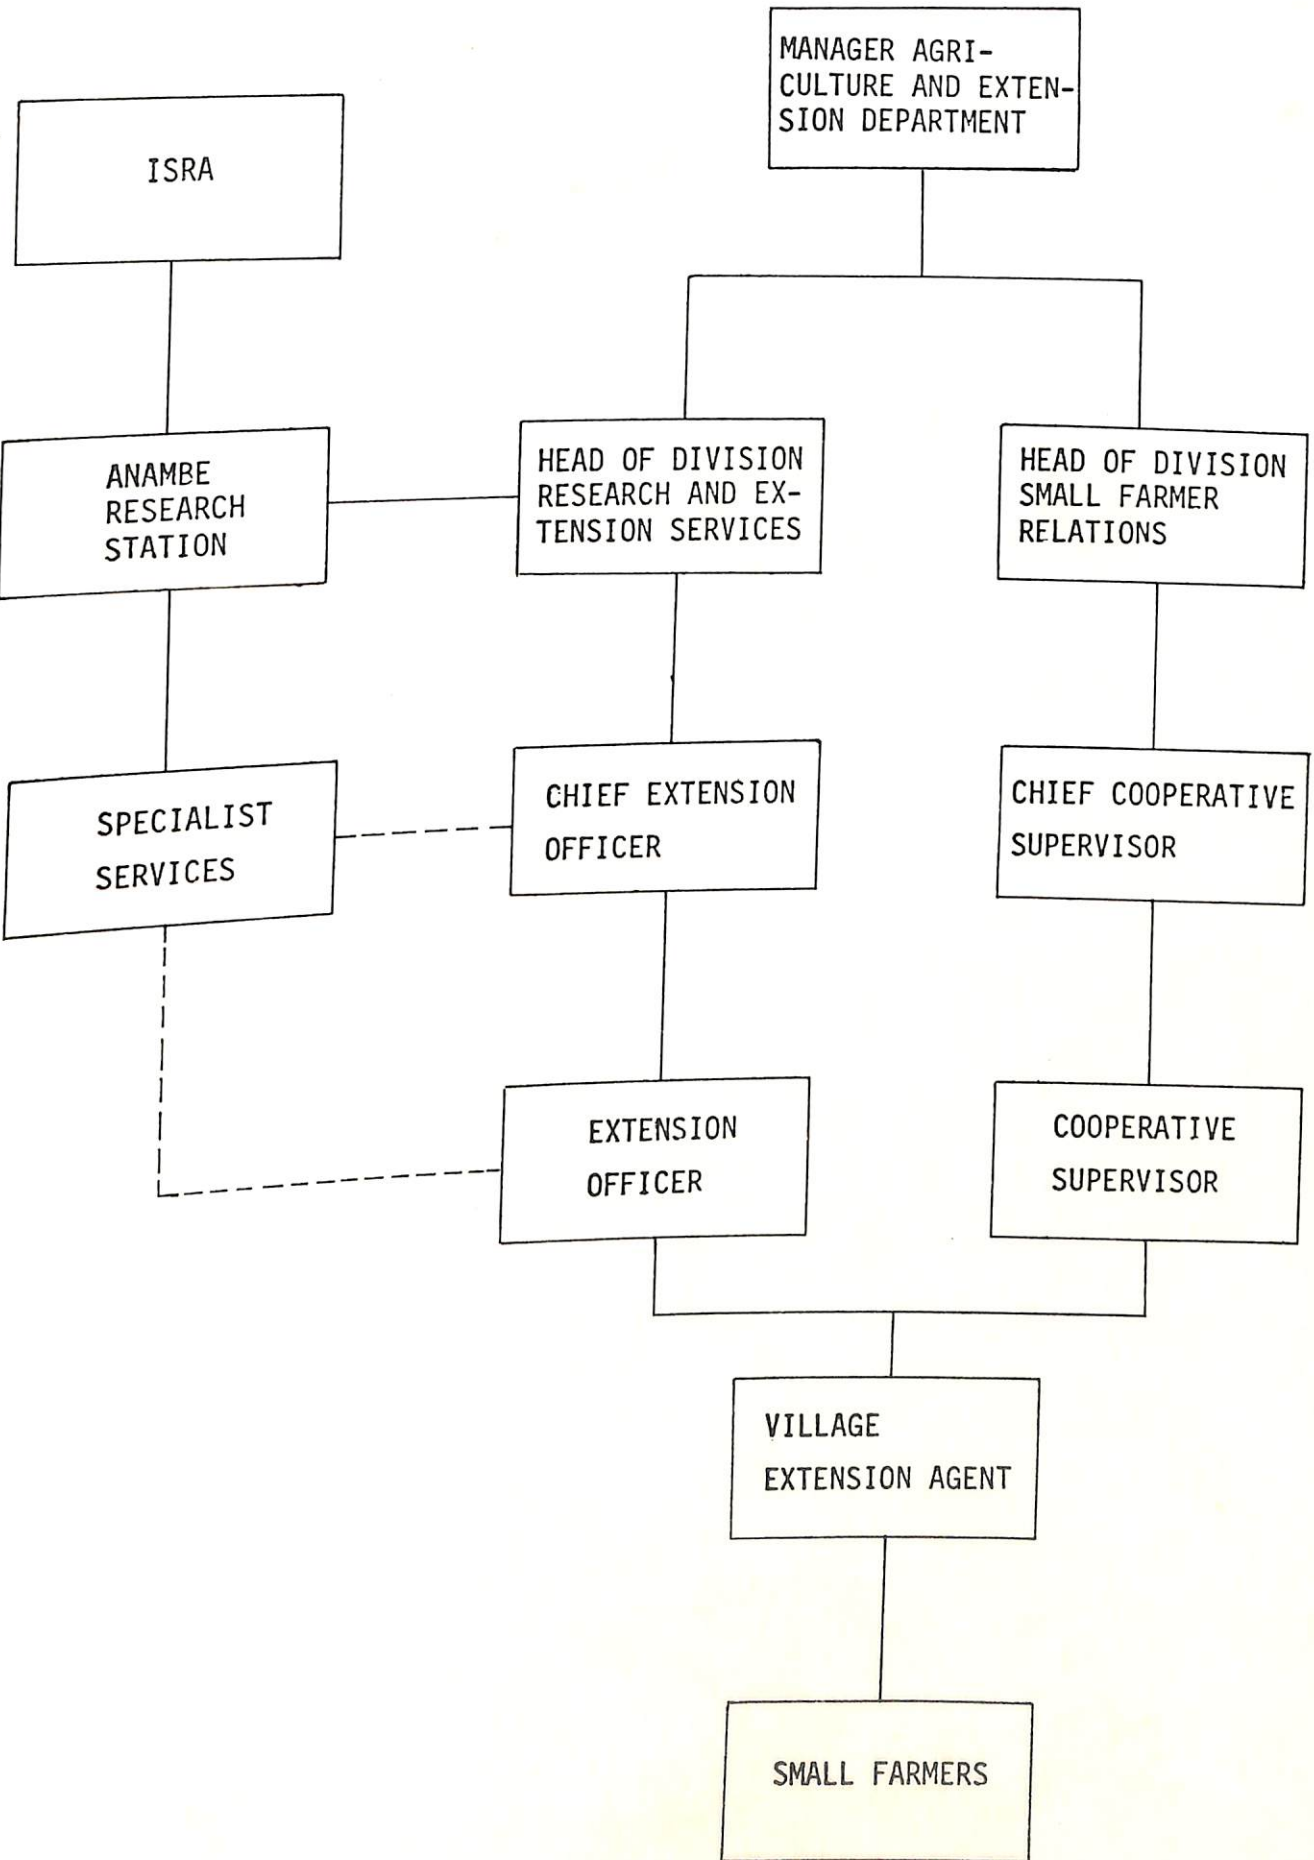 MANAGER AGRI-
CULTURE AND EXTEN-
SION DEPARTMENT
ISRA
ANAMBE
RESEARCH
STATION
HEAD OF DIVISION
RESEARCH AND EX-
TENSION SERVICES
HEAD OF DIVISION
SMALL FARMER
RELATIONS
SPECIALIST
SERVICES
CHIEF EXTENSION
OFFICER
CHIEF COOPERATIVE
SUPERVISOR
EXTENSION
OFFICER
COOPERATIVE
SUPERVISOR
VILLAGE
EXTENSION AGENT
SMALL FARMERS